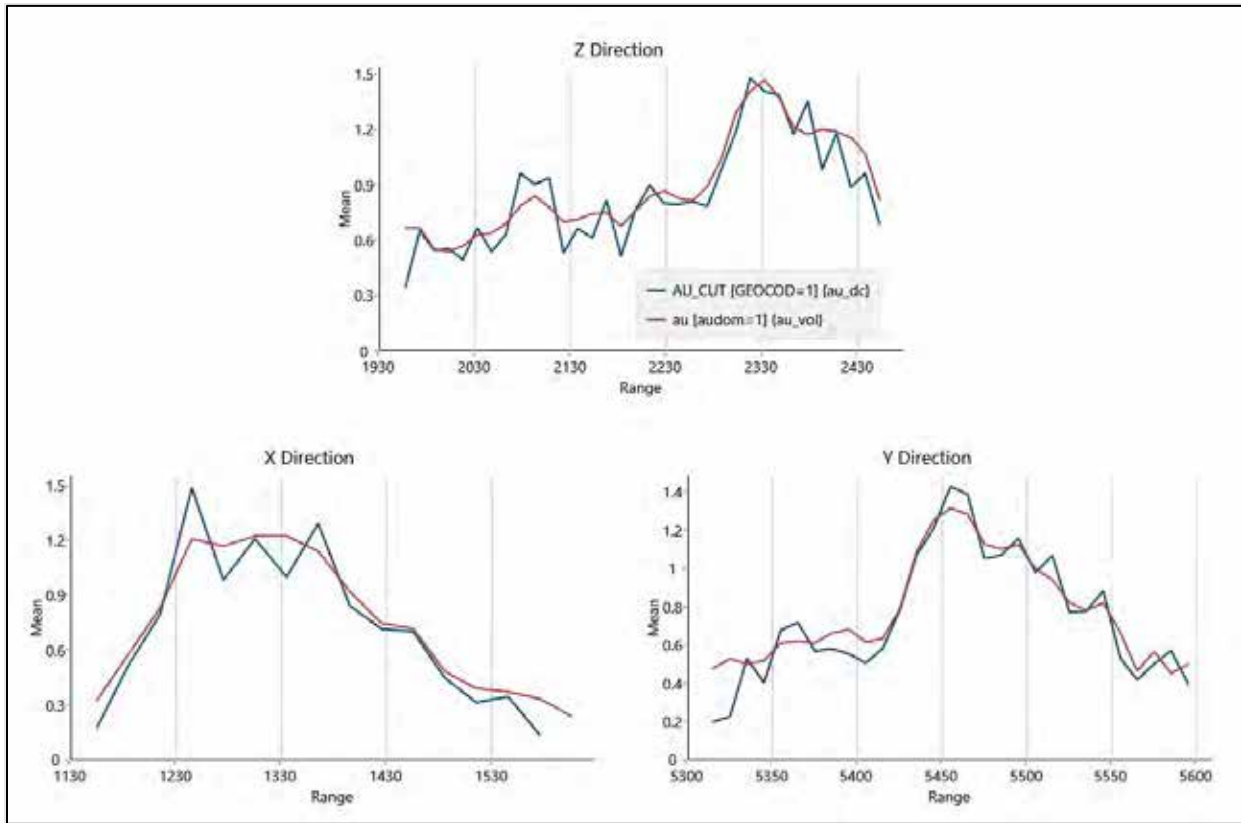 Z Direction
1.5
1.2
0.9
0.6
0.3
0
Mean
AU_CUT [GEOCOD=1] {au_dc}
au [audom=1] {au_vol}
1930 2030 2130 2230 2330 2430
Range
X Direction
1.5
1.2
0.9
0.6
0.3
0
Mean
1130 1230 1330 1430 1530
Range
Y Direction
1.4
1.2
1
0.8
0.6
0.4
0.2
0
Mean
5300 5350 5400 5450 5500 5550 5600
Range